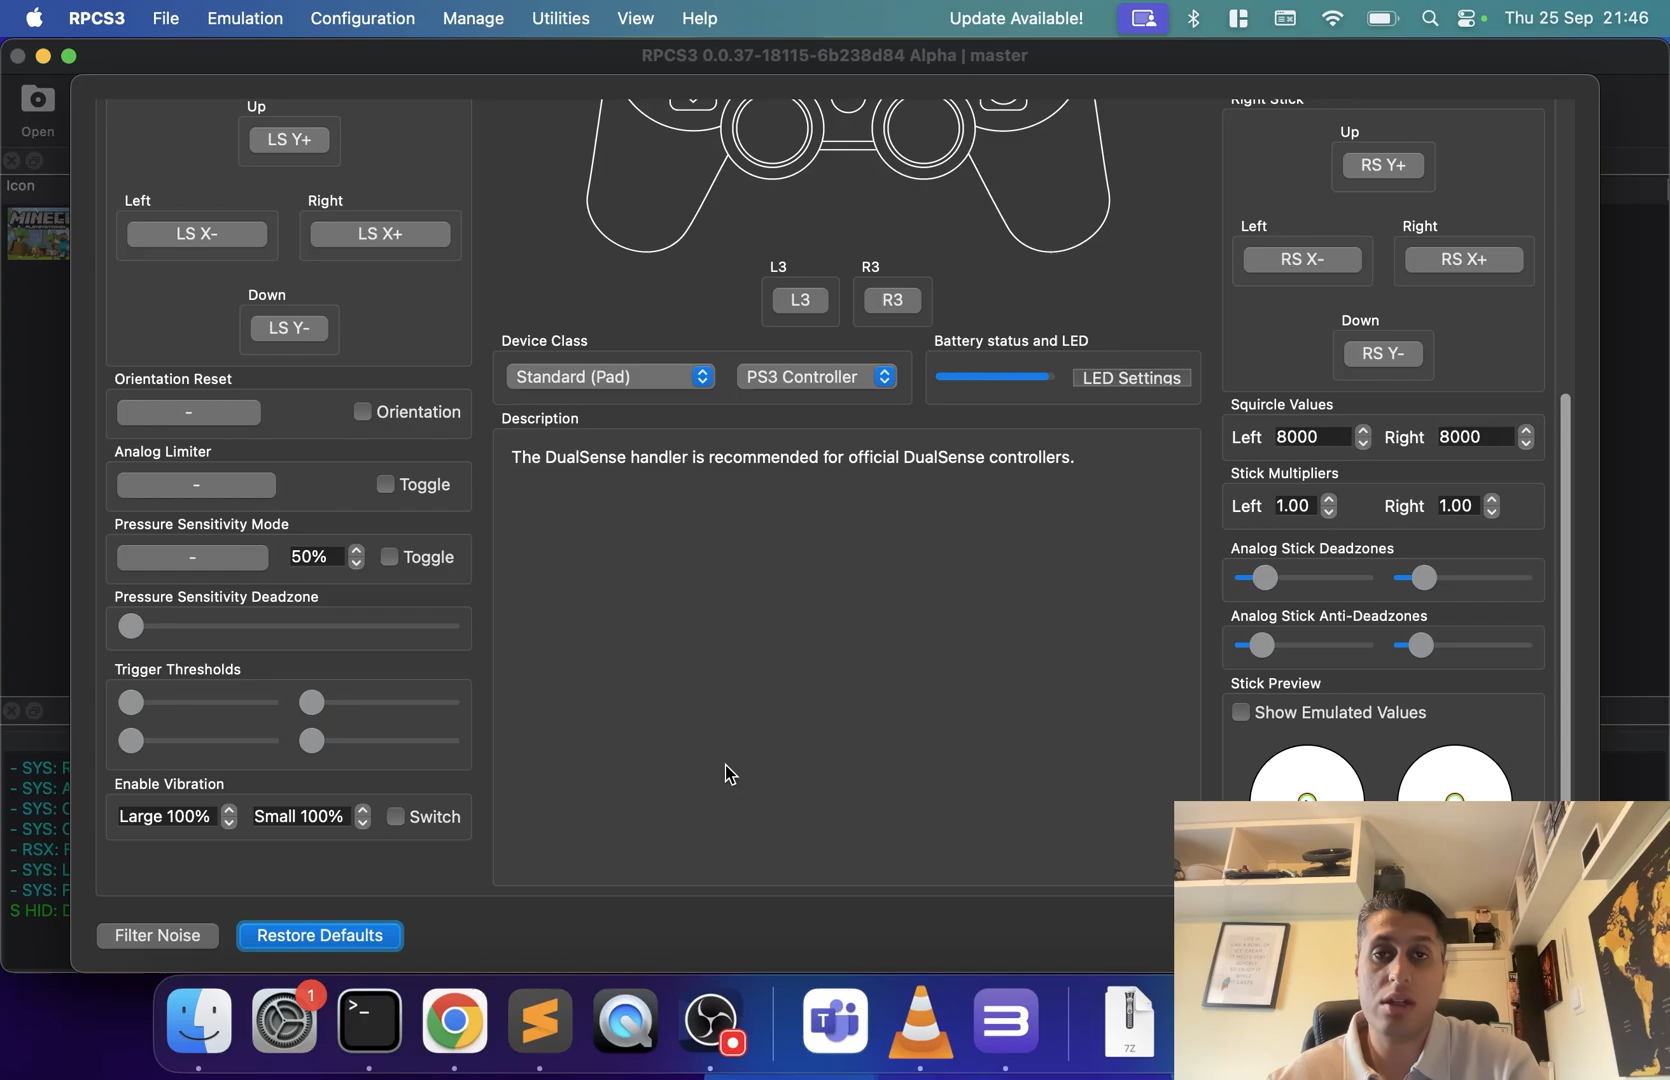 RPCS3 File Emulation Configuration Manage Utilities View Help Update Available! Thu 25 Sep 21:46
RPCS3 0.0.37-18115-6b238d84 Alpha | master
Open
Icon
MINEC
Up
LS Y+
Left
Right
LS X-
LS X+
Down
LS Y-
Orientation Reset
-
Orientation
Analog Limiter
-
Toggle
Pressure Sensitivity Mode
-
50%
Toggle
Pressure Sensitivity Deadzone
Trigger Thresholds
Enable Vibration
Large 100%
Small 100%
Switch
L3
R3
L3
R3
Device Class
Standard (Pad)
PS3 Controller
Battery status and LED
LED Settings
Description
The DualSense handler is recommended for official DualSense controllers.
Right Stick
Up
RS Y+
Left
Right
RS X-
RS X+
Down
RS Y-
Squircle Values
Left 8000 Right 8000
Stick Multipliers
Left 1.00 Right 1.00
Analog Stick Deadzones
Analog Stick Anti-Deadzones
Stick Preview
Show Emulated Values
- SYS: R
- SYS: A
- SYS: C
- SYS: C
- RSX: F
- SYS: L
- SYS: F
S HID: D
Filter Noise
Restore Defaults
1
>_
T
7Z